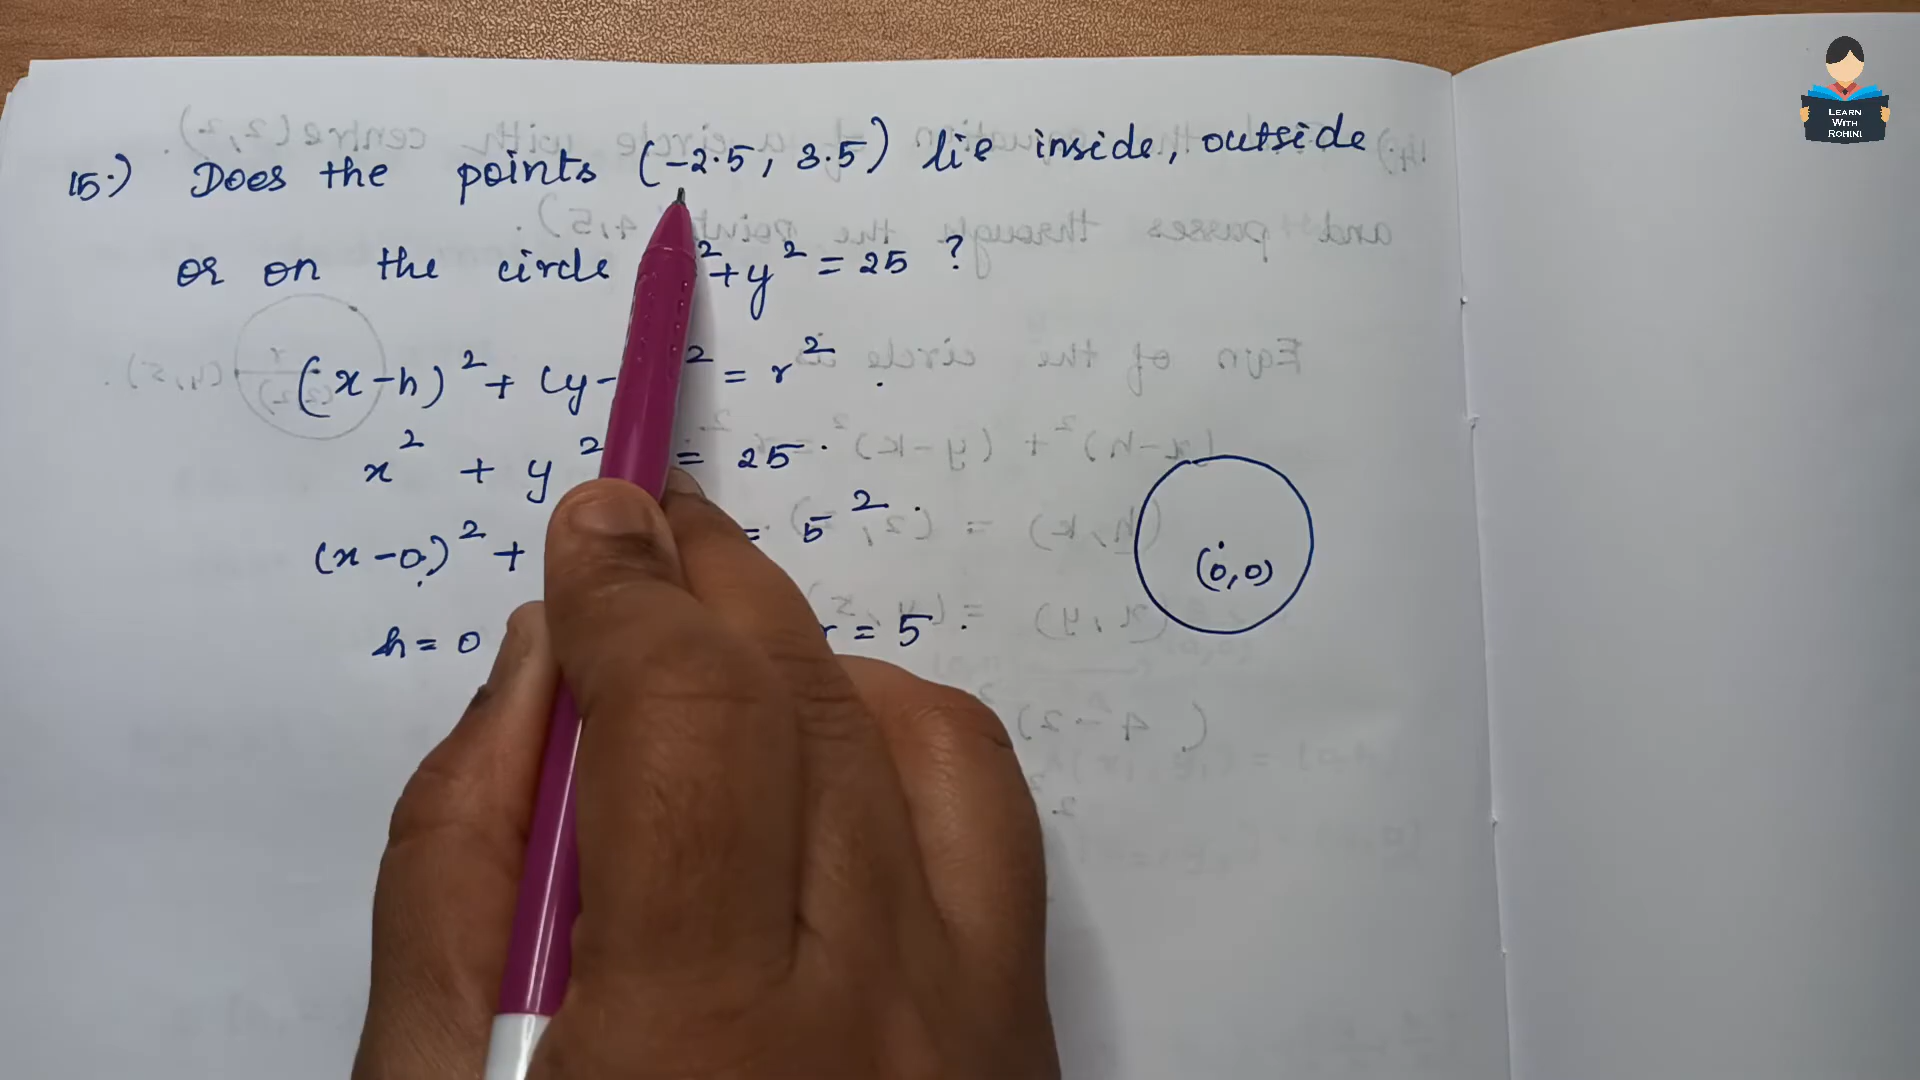 15.) Does the points (-2.5, 3.5) lie inside, outside
or on the circle ² + y² = 25 ?
(x-h)² + (y- ² = r²
x² + y² = 25
(x-0)² + = 5²
h = 0 r = 5
(0,0)
LEARN
WITH
ROHINI